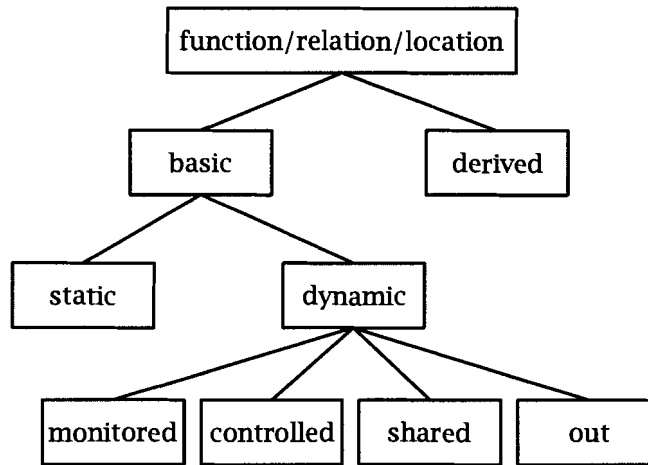 function/relation/location
basic
derived
static
dynamic
monitored
controlled
shared
out